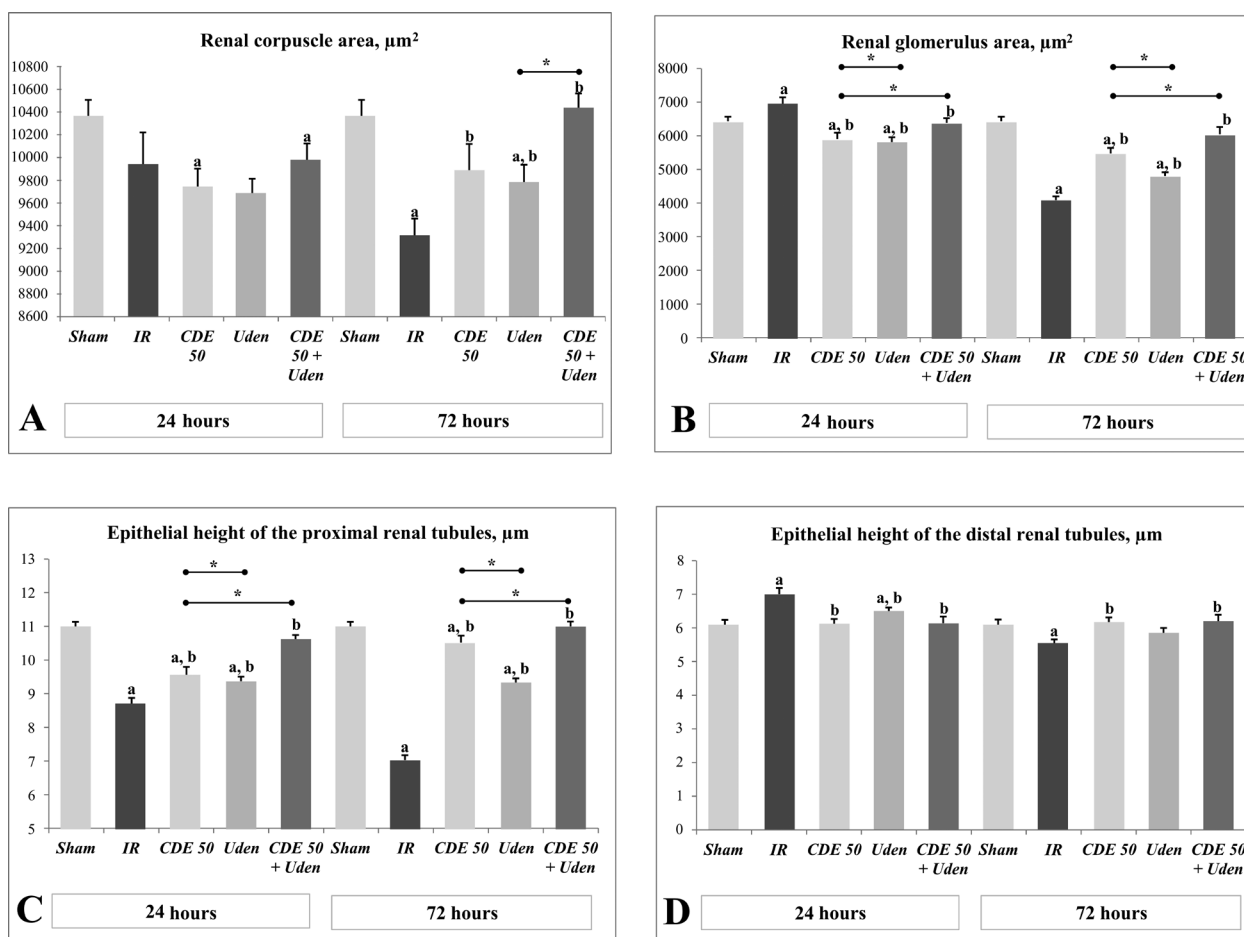 Renal corpuscle area, µm²
10800
10600
10400
10200
10000
9800
9600
9400
9200
9000
8800
8600
a
a
a
b
a, b
b
*
Sham IR CDE 50 Uden CDE 50 + Uden Sham IR CDE 50 Uden CDE 50 + Uden
A
24 hours
72 hours
Renal glomerulus area, µm²
8000
7000
6000
5000
4000
3000
2000
1000
0
*
*
*
*
a
a, b
a, b
b
a
a, b
a, b
b
Sham IR CDE 50 Uden CDE 50 + Uden Sham IR CDE 50 Uden CDE 50 + Uden
B
24 hours
72 hours
Epithelial height of the proximal renal tubules, µm
13
12
11
10
9
8
7
6
5
*
*
*
*
a
a, b
a, b
b
a
a, b
a, b
b
Sham IR CDE 50 Uden CDE 50 + Uden Sham IR CDE 50 Uden CDE 50 + Uden
C
24 hours
72 hours
Epithelial height of the distal renal tubules, µm
8
7
6
5
4
3
2
1
0
a
b
a, b
b
a
b
b
Sham IR CDE 50 Uden CDE 50 + Uden Sham IR CDE 50 Uden CDE 50 + Uden
D
24 hours
72 hours